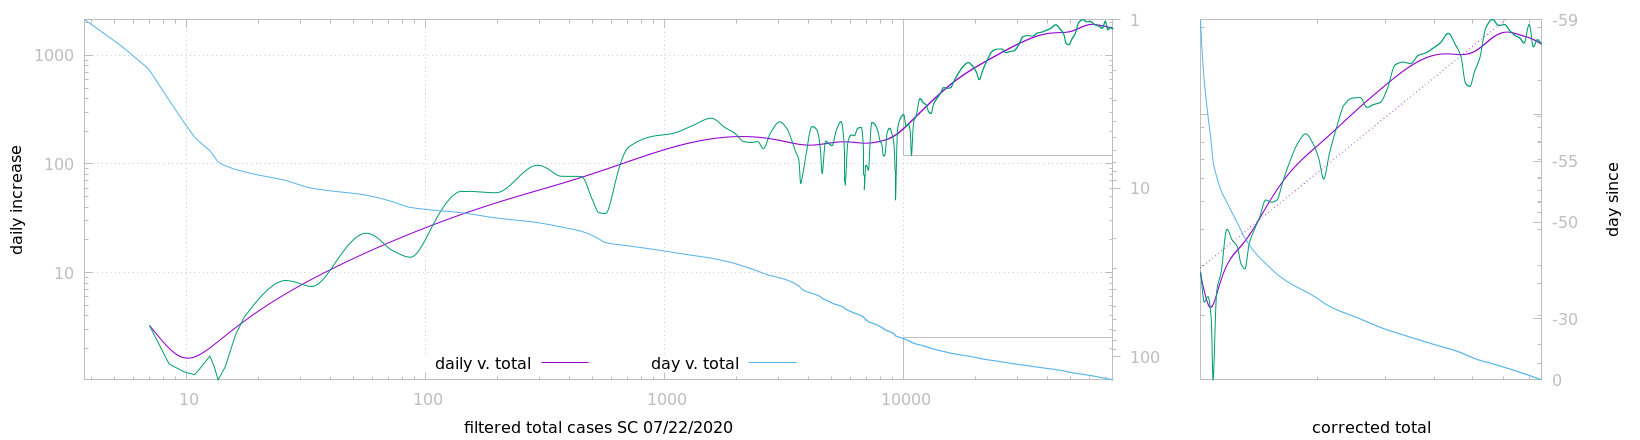 daily increase
1000
100
10
10
100
1000
10000
filtered total cases SC 07/22/2020
daily v. total
day v. total
1
10
100
corrected total
-59
-55
-50
-30
0
day since